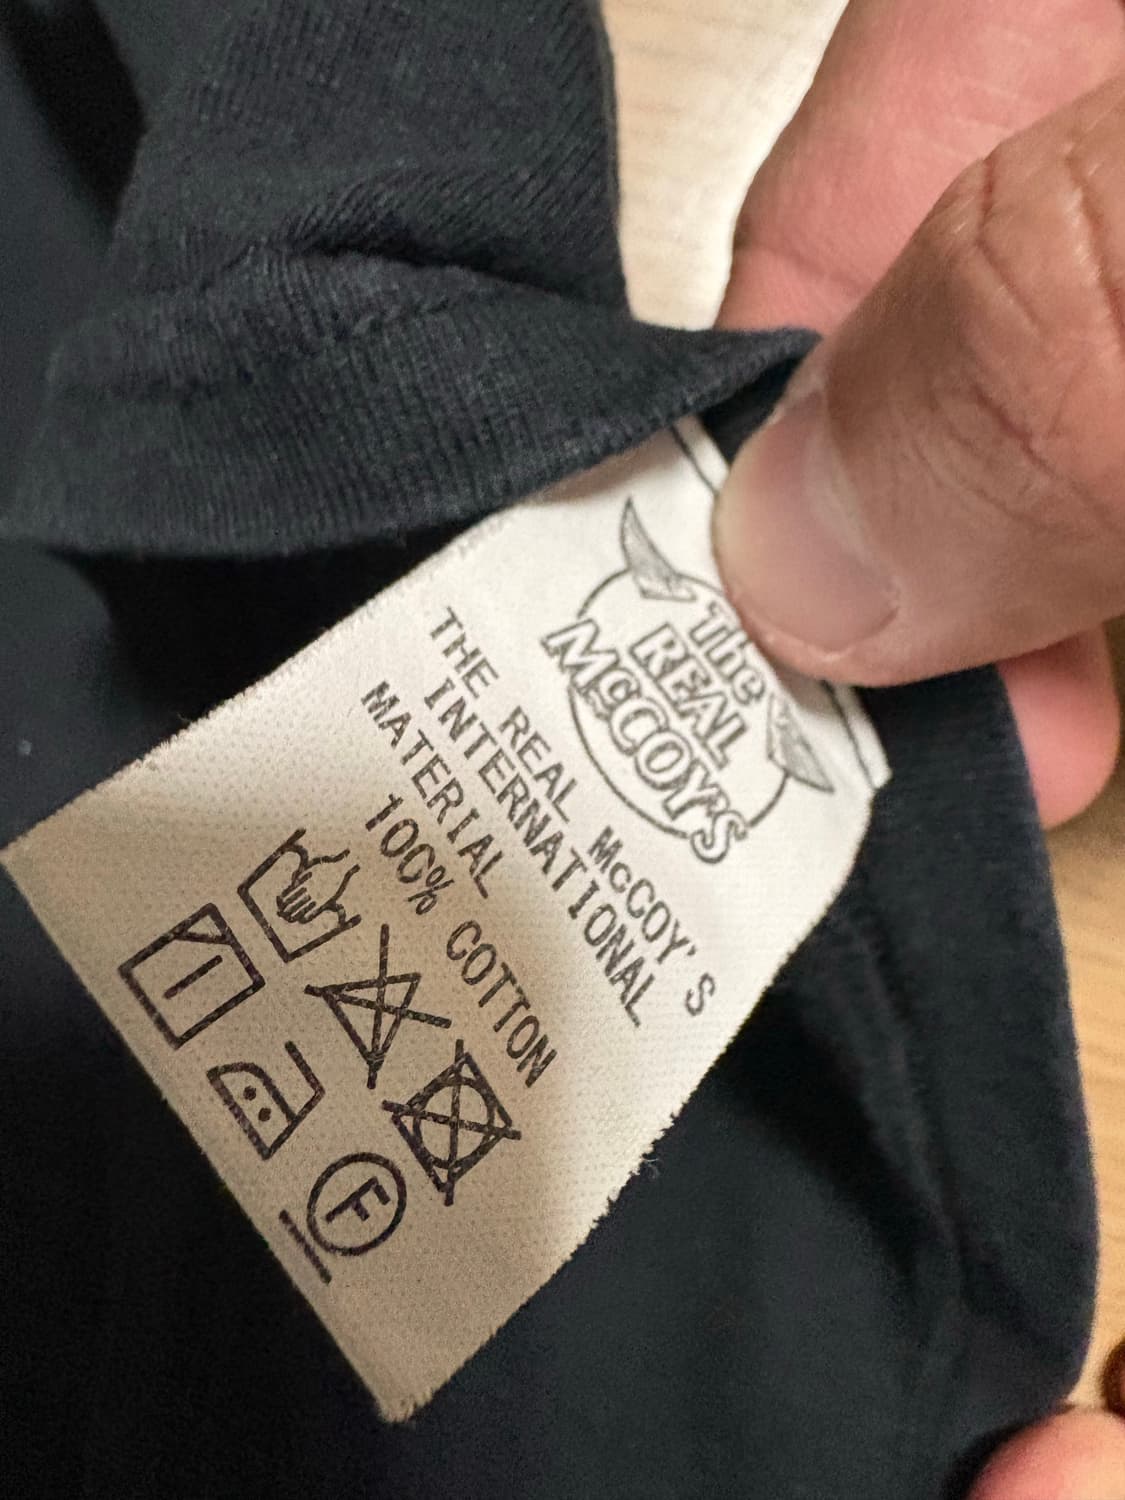 The
REAL
McCOY'S
THE REAL McCOY'S
INTERNATIONAL
MATERIAL
100% COTTON
F